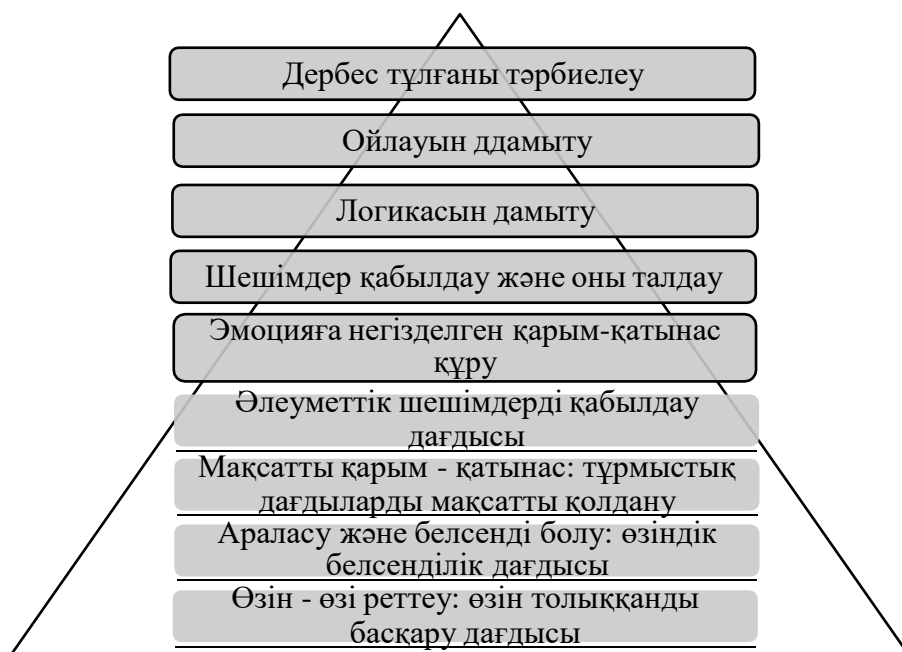 Дербес тұлғаны тәрбиелеу
Ойлауын ддамыту
Логикасын дамыту
Шешімдер қабылдау және оны талдау
Эмоцияға негізделген қарым-қатынас
құру
Әлеуметтік шешімдерді қабылдау
дағдысы
Мақсатты қарым - қатынас: тұрмыстық
дағдыларды мақсатты қолдану
Араласу және белсенді болу: өзіндік
белсенділік дағдысы
Өзін - өзі реттеу: өзін толыққанды
басқару дағдысы